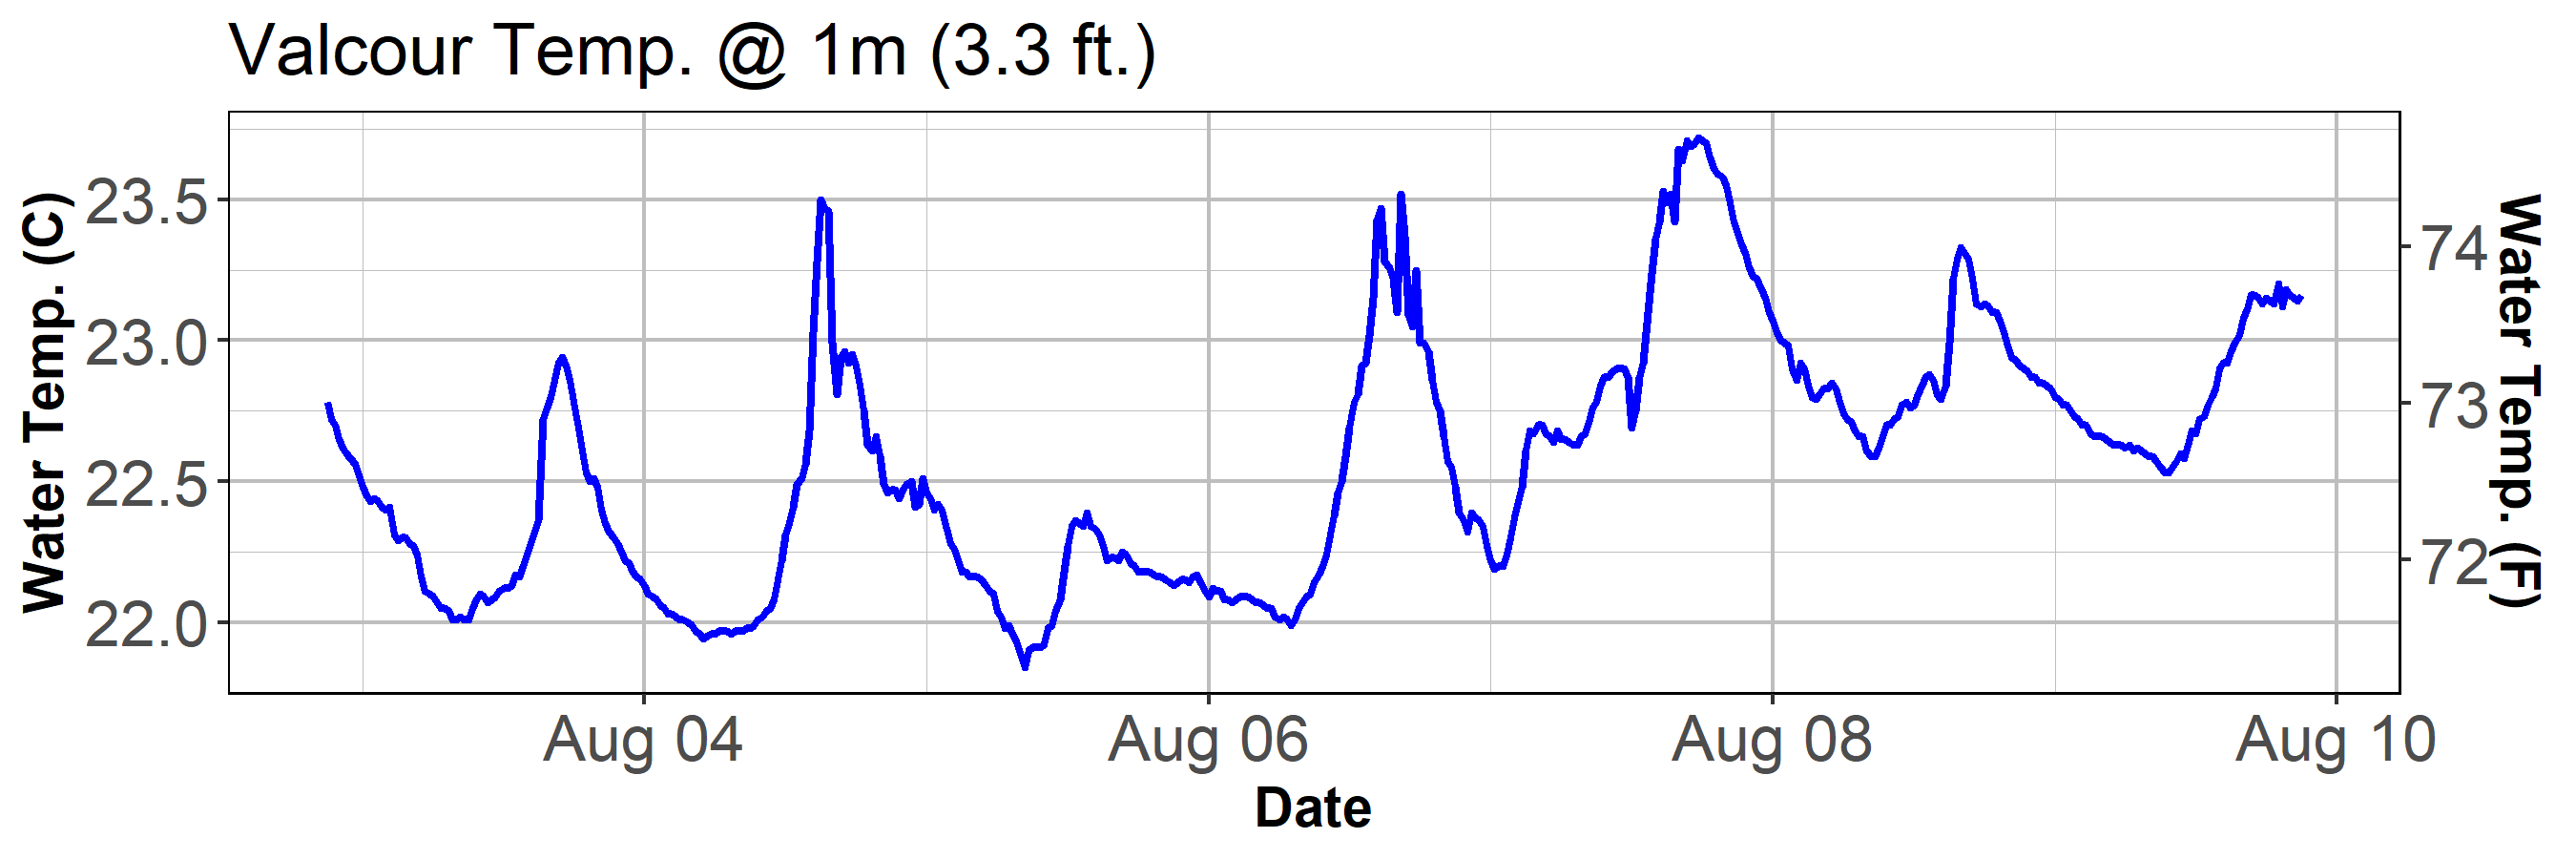 Valcour Temp. @ 1m (3.3 ft.)
Water Temp. (C)
23.5
23.0
22.5
22.0
74
73
72
Water Temp. (F)
Aug 04 Aug 06 Aug 08 Aug 10
Date